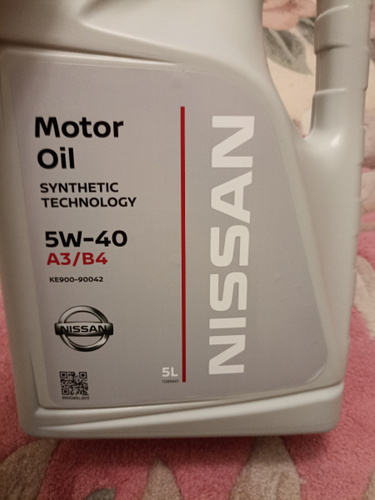 Motor
Oil
SYNTHETIC
TECHNOLOGY
5W-40
A3/B4
KE900-90042
NISSAN
5L
NISSAN